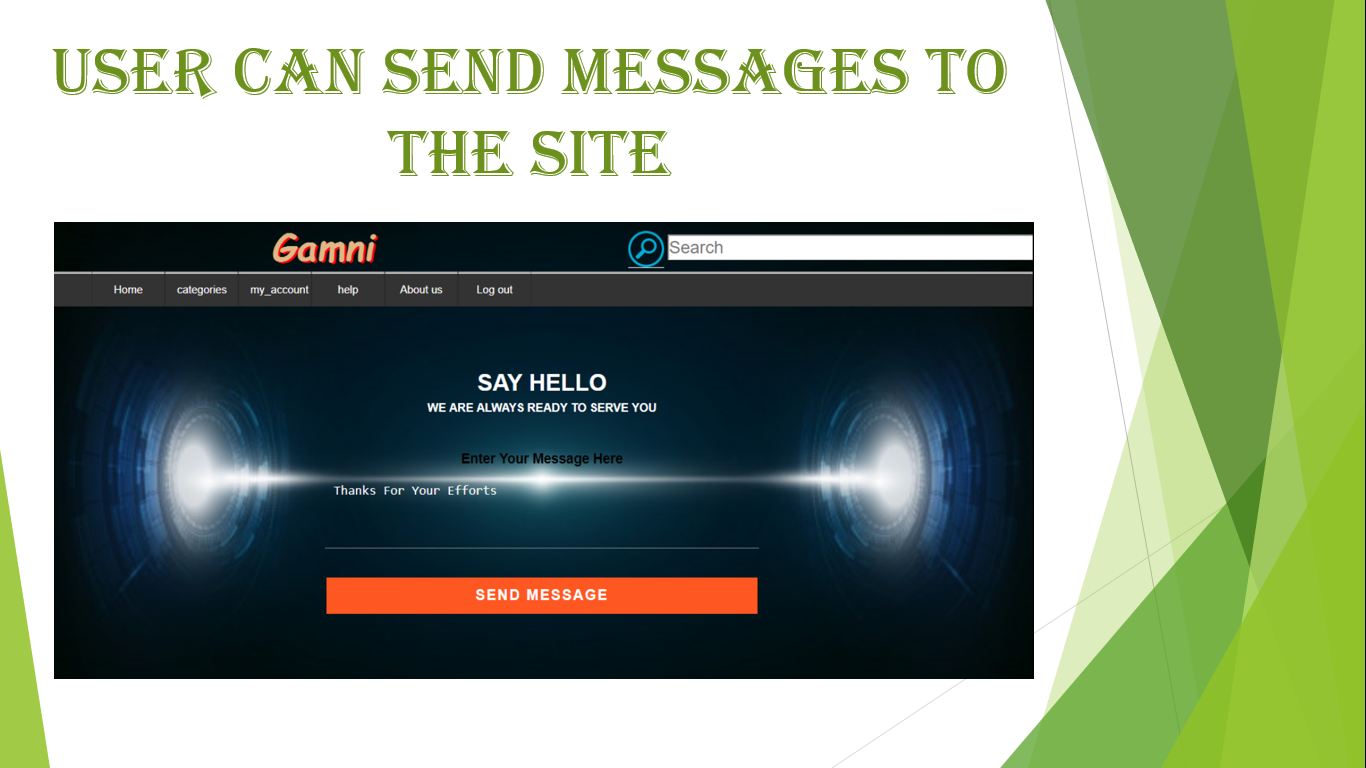 USER CAN SEND MESSAGES TO
THE SITE
Gamni
Search
Home categories my_account help About us Log out
SAY HELLO
WE ARE ALWAYS READY TO SERVE YOU
Enter Your Message Here
Thanks For Your Efforts
SEND MESSAGE